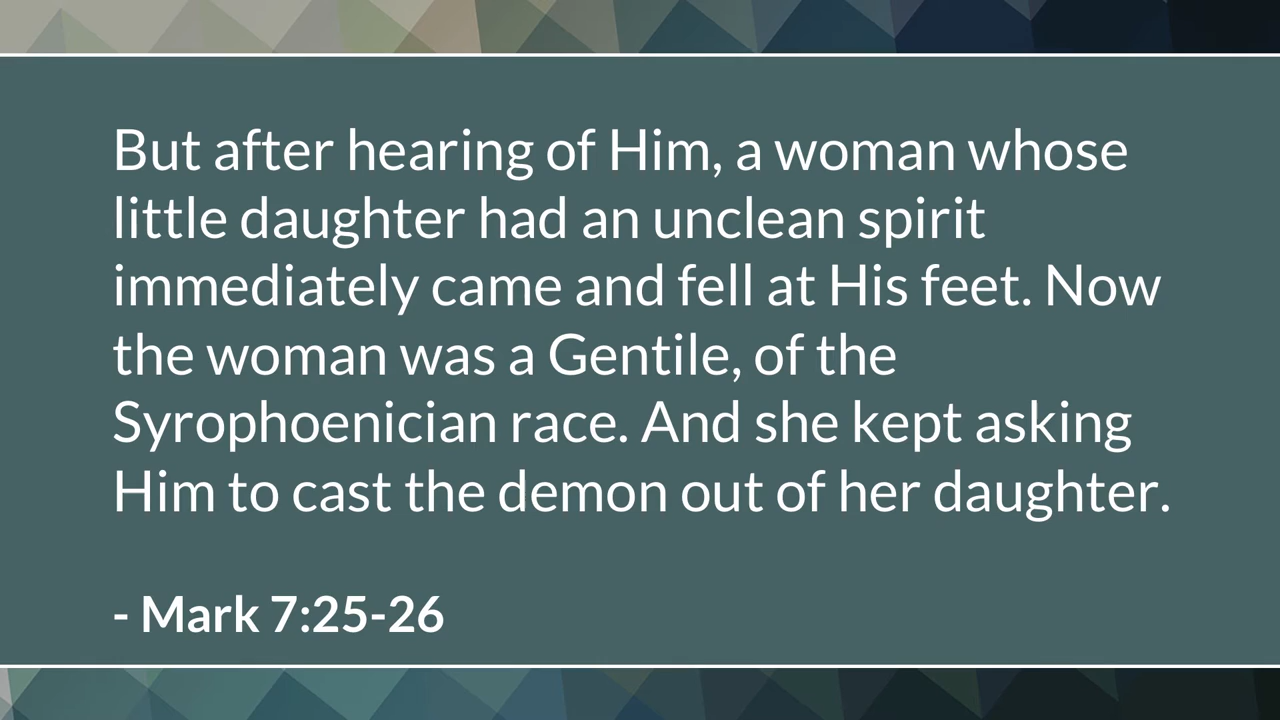 But after hearing of Him, a woman whose
little daughter had an unclean spirit
immediately came and fell at His feet. Now
the woman was a Gentile, of the
Syrophoenician race. And she kept asking
Him to cast the demon out of her daughter.
- Mark 7:25-26